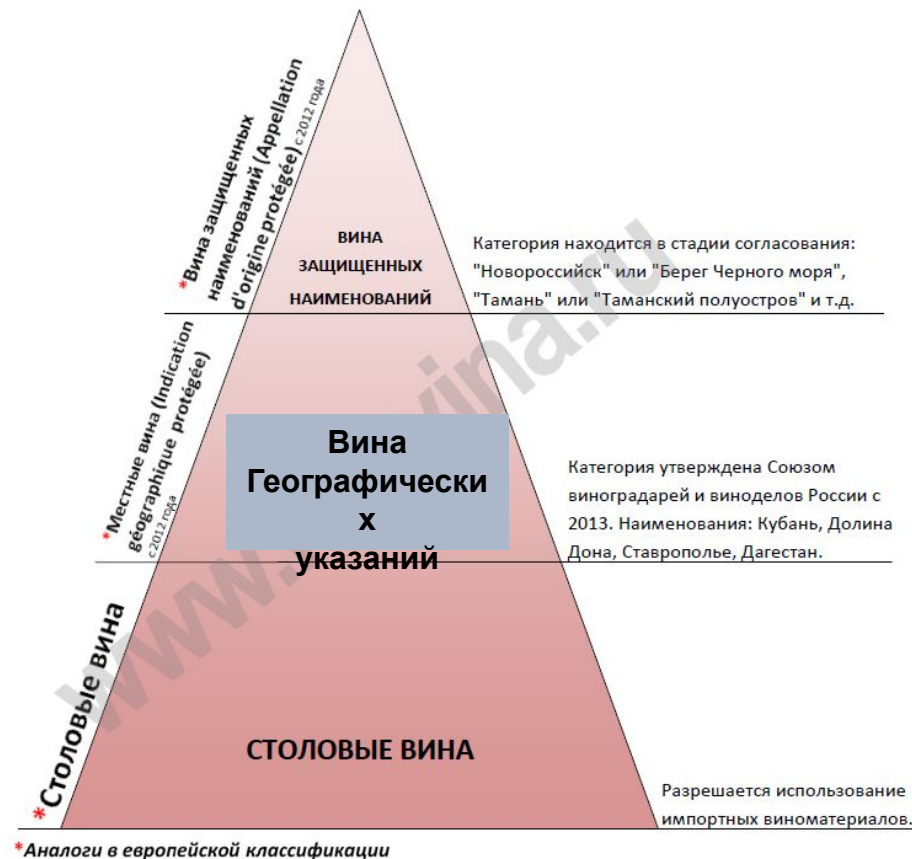 *Вина защищенных
наименований (Appellation
d'origine protégée) с 2012 года
ВИНА
ЗАЩИЩЕННЫХ
НАИМЕНОВАНИЙ
Категория находится в стадии согласования:
"Новороссийск" или "Берег Черного моря",
"Тамань" или "Таманский полуостров" и т.д.
*Местные вина (Indication
géographique protégée)
с 2012 года
Вина
Географически
х
указаний
Категория утверждена Союзом
виноградарей и виноделов России с
2013. Наименования: Кубань, Долина
Дона, Ставрополье, Дагестан.
*Столовые вина
СТОЛОВЫЕ ВИНА
Разрешается использование
импортных виноматериалов.
*Аналоги в европейской классификации